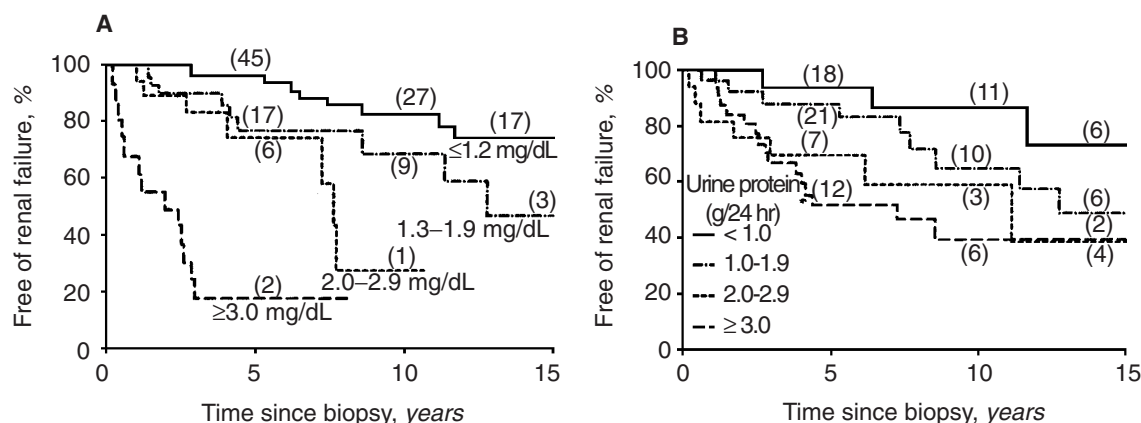 A
Free of renal failure, %
100
80
60
40
20
0
(45)
(27)
(17)
≤1.2 mg/dL
(17)
(6)
(9)
(3)
1.3–1.9 mg/dL
(1)
2.0–2.9 mg/dL
(2)
≥3.0 mg/dL
0 5 10 15
Time since biopsy, years
B
Free of renal failure, %
100
80
60
40
20
0
(18)
(11)
(6)
(21)
(7)
(10)
(12)
(3)
(6)
(2)
(6)
(4)
Urine protein
(g/24 hr)
< 1.0
1.0-1.9
2.0-2.9
≥ 3.0
0 5 10 15
Time since biopsy, years